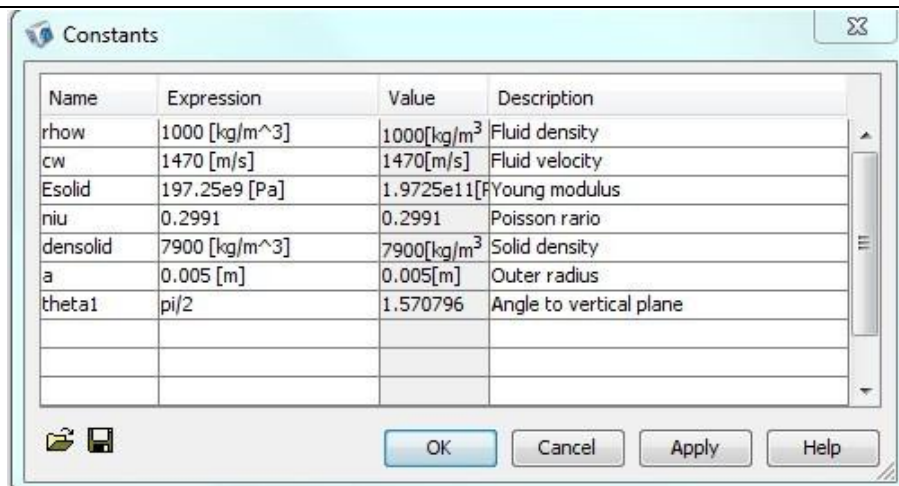 Constants
Name Expression Value Description
rhow 1000 [kg/m^3] 1000[kg/m³ Fluid density
cw 1470 [m/s] 1470[m/s] Fluid velocity
Esolid 197.25e9 [Pa] 1.9725e11[P Young modulus
niu 0.2991 0.2991 Poisson rario
densolid 7900 [kg/m^3] 7900[kg/m³ Solid density
a 0.005 [m] 0.005[m] Outer radius
theta1 pi/2 1.570796 Angle to vertical plane
OK Cancel Apply Help